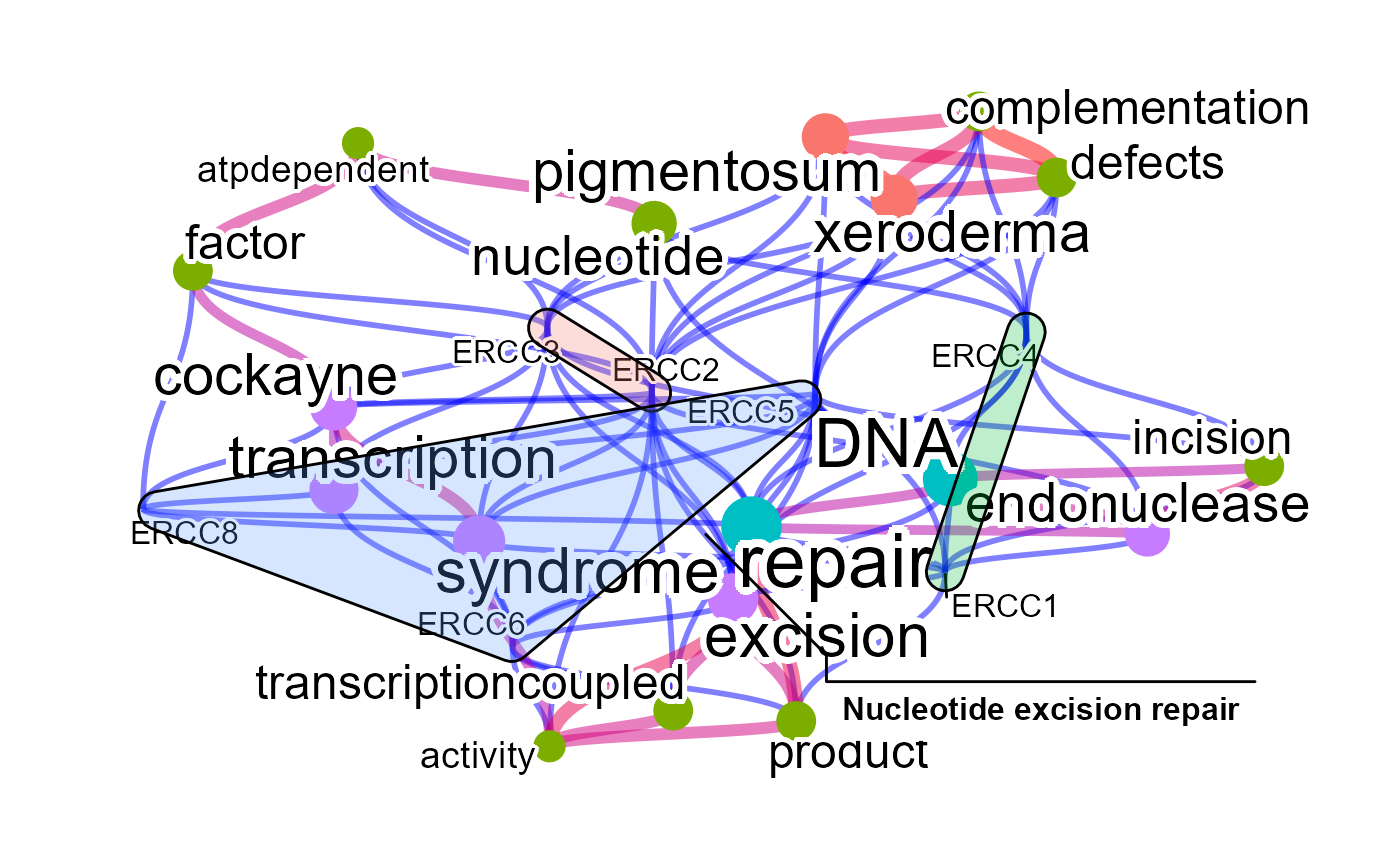 complementation
defects
atpdependent
pigmentosum
xeroderma
factor
nucleotide
ERCC3
ERCC2
ERCC4
cockayne
ERCC5
DNA
incision
transcription
endonuclease
ERCC8
syndrome
repair
ERCC6
ERCC1
excision
transcriptioncoupled
Nucleotide excision repair
activity
product